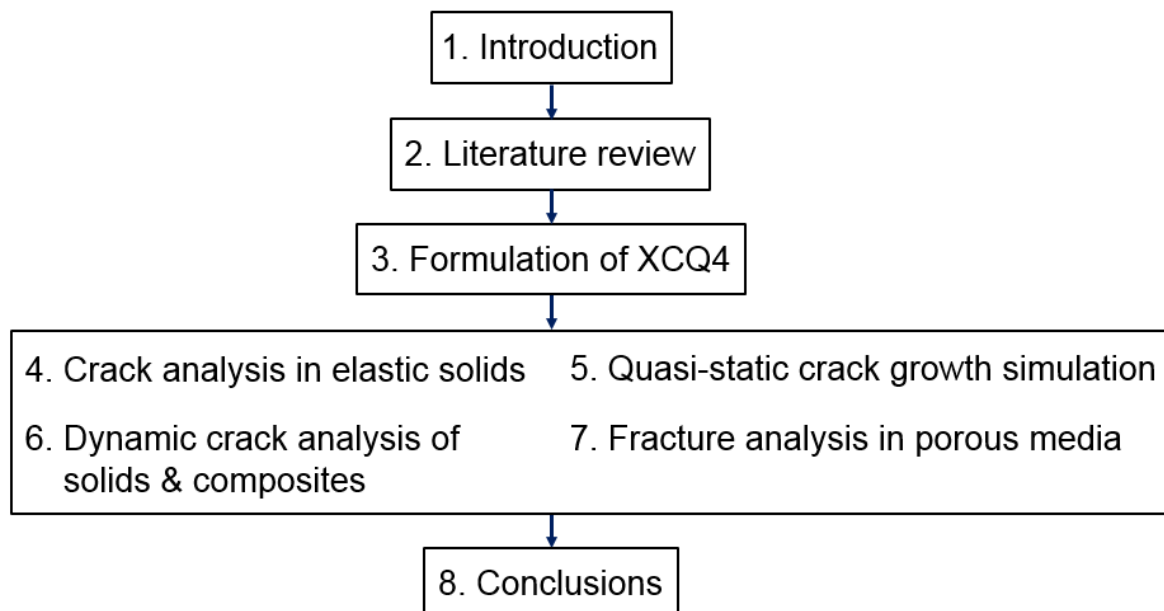 1. Introduction
2. Literature review
3. Formulation of XCQ4
4. Crack analysis in elastic solids
5. Quasi-static crack growth simulation
6. Dynamic crack analysis of
solids & composites
7. Fracture analysis in porous media
8. Conclusions